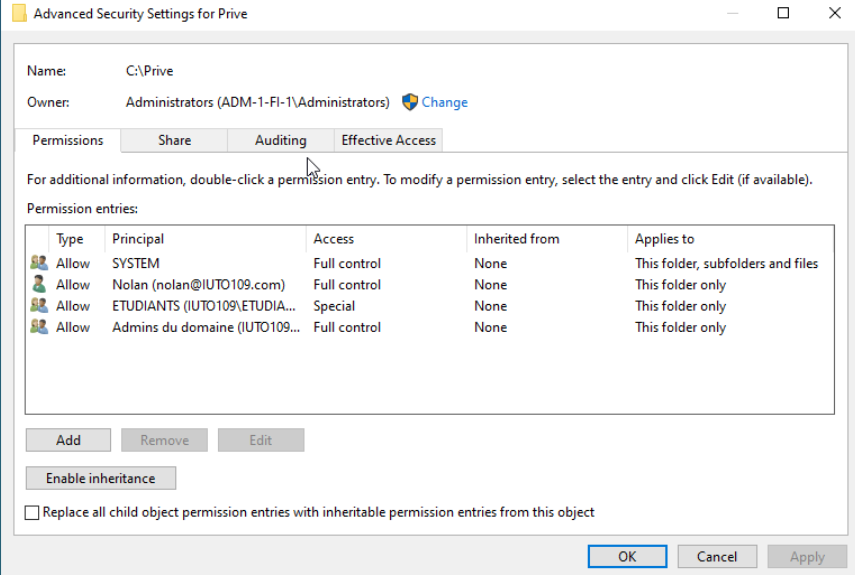 Advanced Security Settings for Prive
Name: C:\Prive
Owner: Administrators (ADM-1-FI-1\Administrators) Change
Permissions Share Auditing Effective Access
For additional information, double-click a permission entry. To modify a permission entry, select the entry and click Edit (if available).
Permission entries:
Type Principal Access Inherited from Applies to
Allow SYSTEM Full control None This folder, subfolders and files
Allow Nolan (nolan@IUTO109.com) Full control None This folder only
Allow ETUDIANTS (IUTO109\ETUDIA... Special None This folder only
Allow Admins du domaine (IUTO109... Full control None This folder only
Add Remove Edit
Enable inheritance
Replace all child object permission entries with inheritable permission entries from this object
OK Cancel Apply